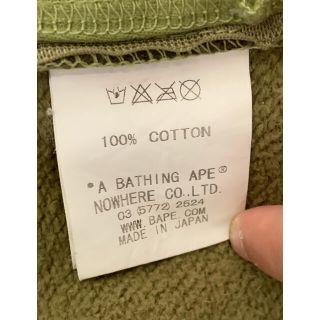 100% COTTON
*A BATHING APE®
NOWHERE CO.,LTD.
03 (5772) 2524
WWW.BAPE.COM
MADE IN JAPAN